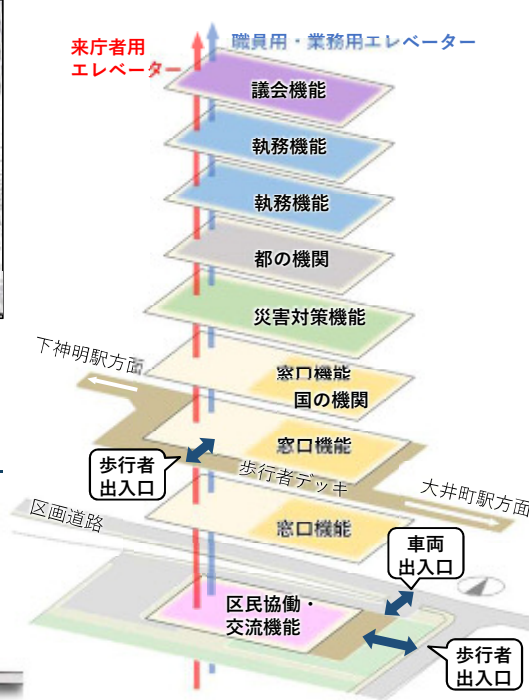 来庁者用
エレベーター
職員用・業務用エレベーター
議会機能
執務機能
執務機能
都の機関
災害対策機能
下神明駅方面
窓口機能
国の機関
窓口機能
歩行者
出入口
歩行者デッキ
大井町駅方面
区画道路
窓口機能
車両
出入口
区民協働・
交流機能
歩行者
出入口